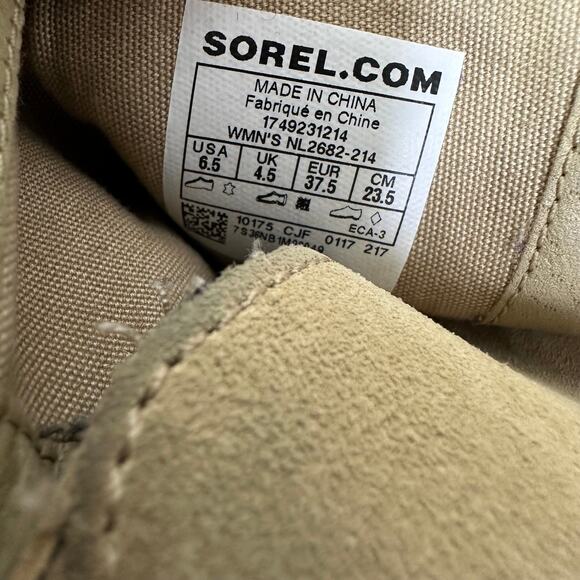 SOREL.COM
MADE IN CHINA
Fabriqué en Chine
1749231214
WMN'S NL2682-214
USA UK EUR CM
6.5 4.5 37.5 23.5
ECA-3
10175 CJF 0117 217